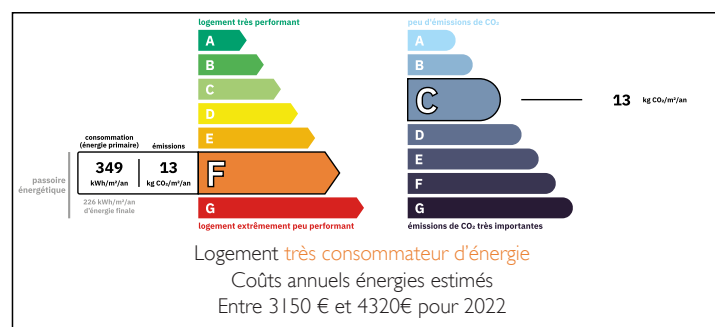 logement très performant
A
B
C
D
E
consommation (énergie primaire)
émissions
passoire énergétique
349 kWh/m²/an
13 kg CO₂/m²/an
F
226 kWh/m²/an d'énergie finale
G
logement extrêmement peu performant
peu d'émissions de CO₂
A
B
C
13 kg CO₂/m²/an
D
E
F
G
émissions de CO₂ très importantes
Logement très consommateur d'énergie
Coûts annuels énergies estimés
Entre 3150 € et 4320€ pour 2022